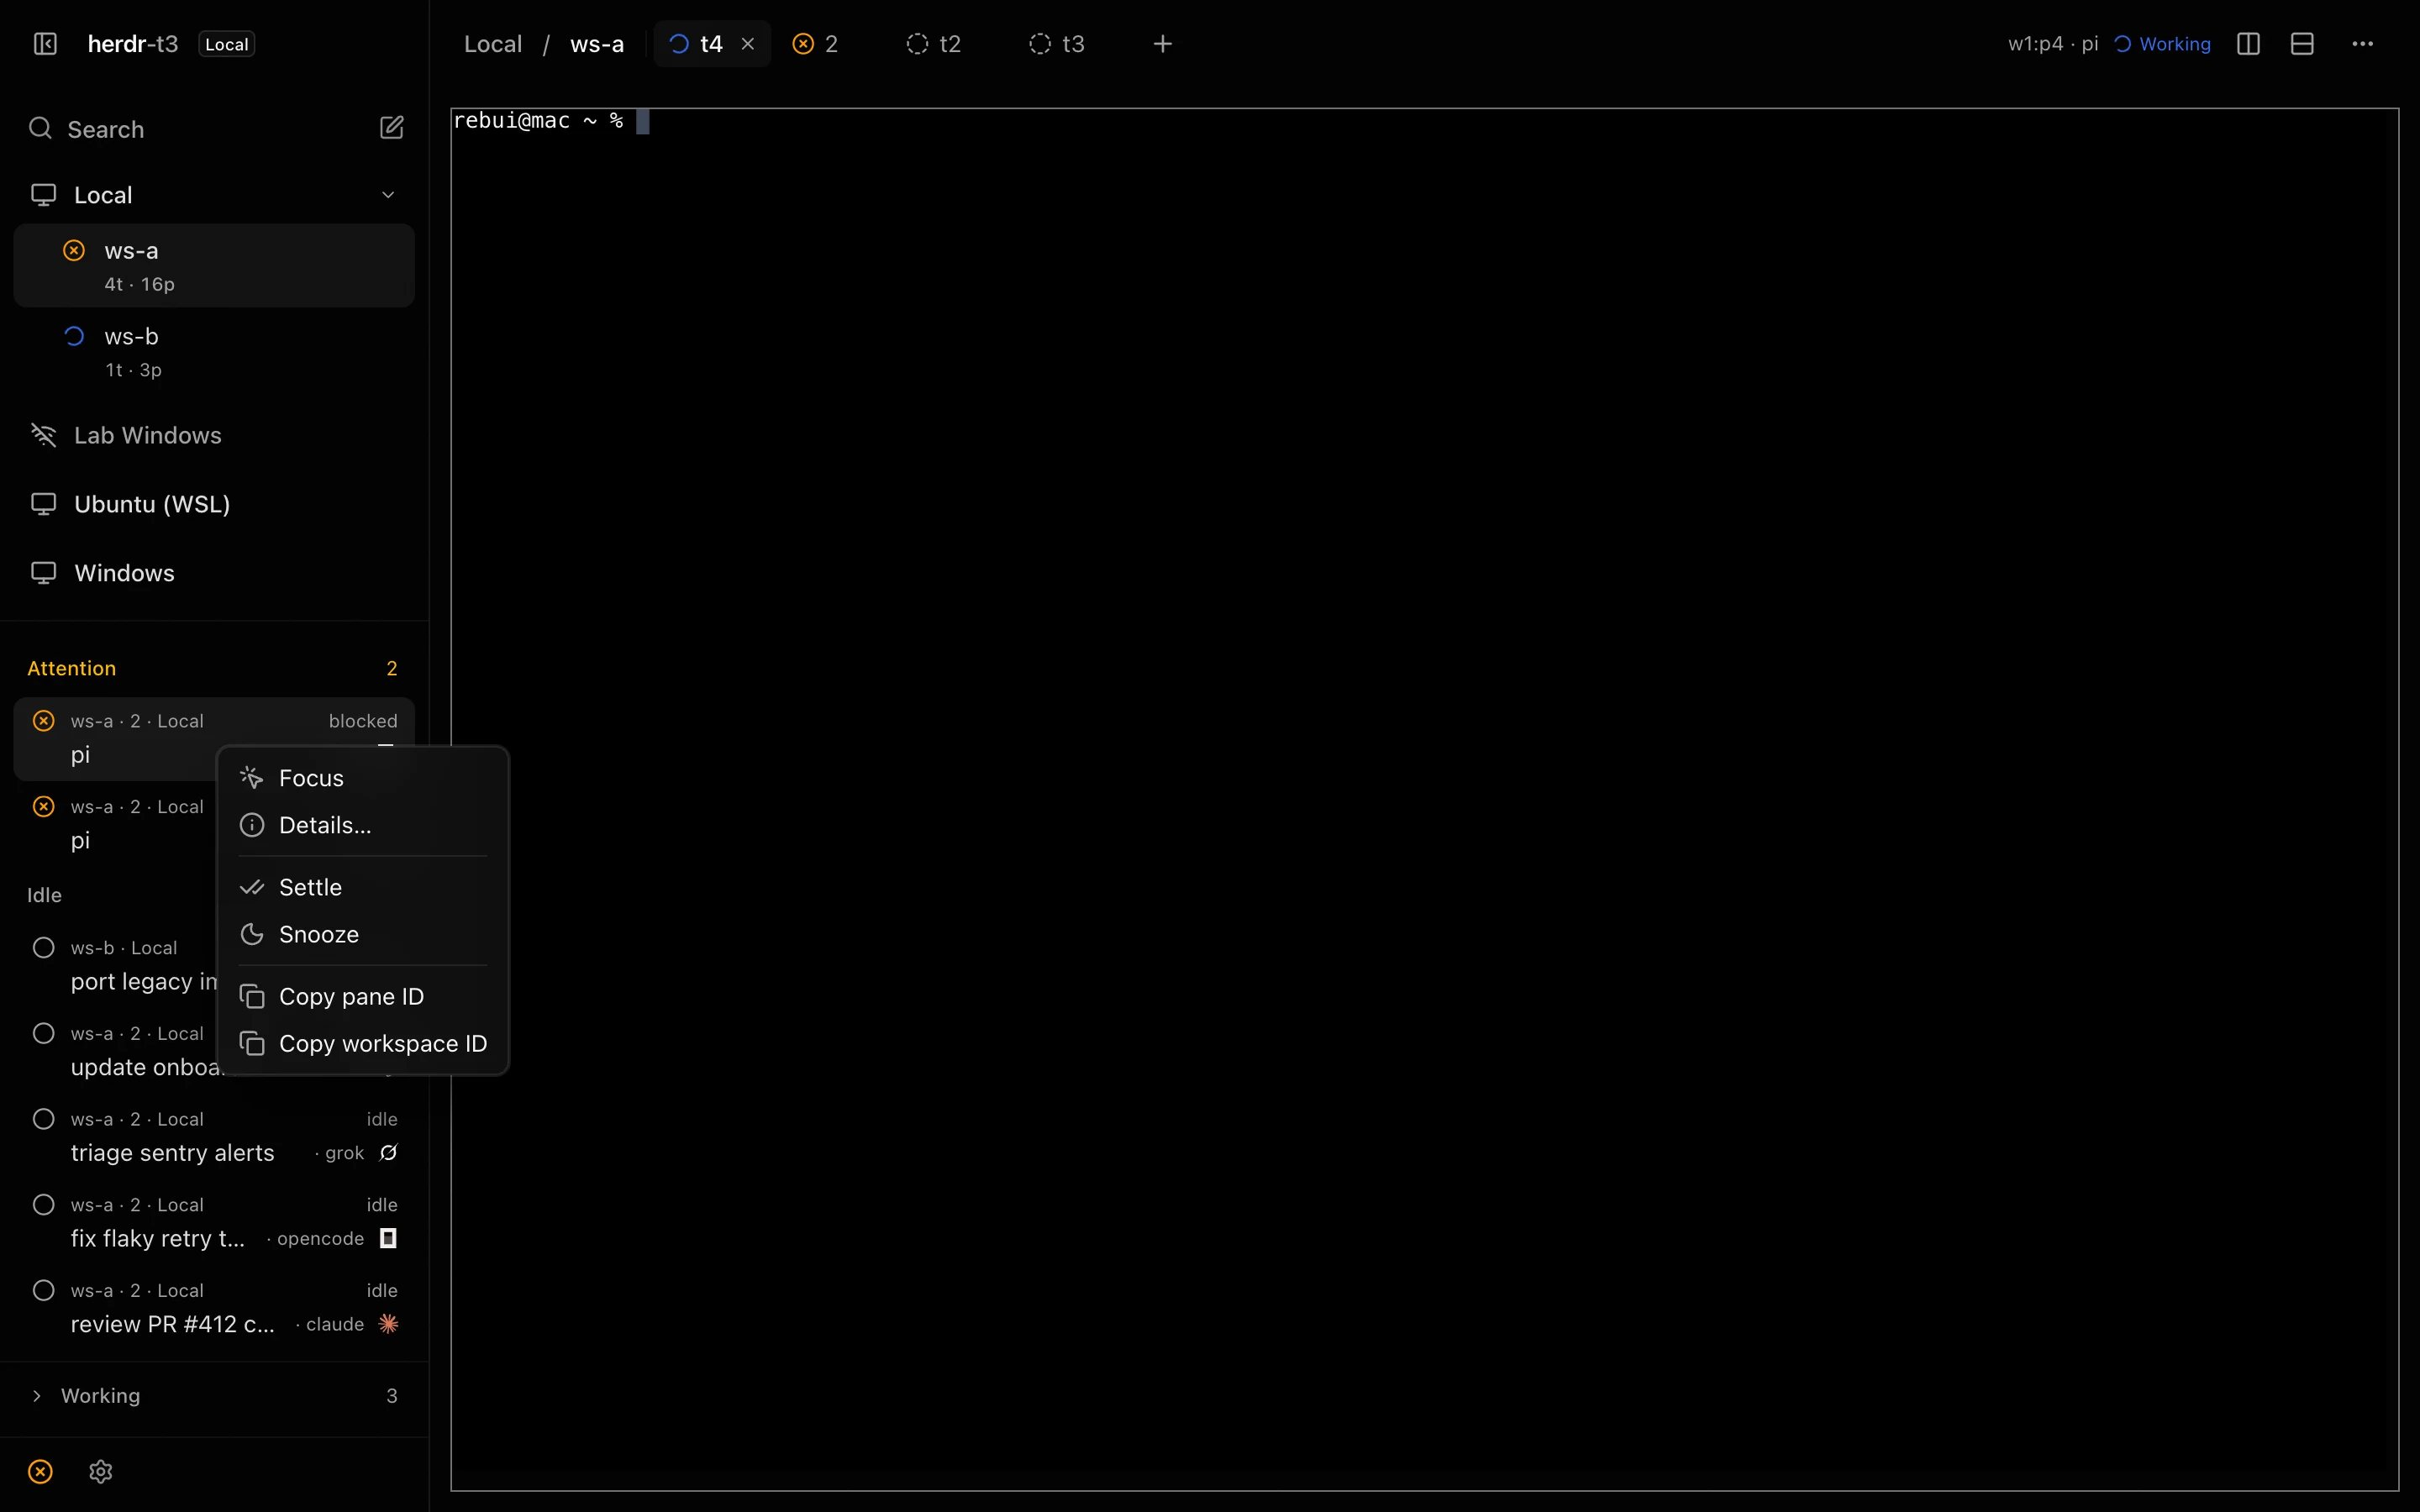 herdr-t3 Local
Search
Local
ws-a
4t · 16p
ws-b
1t · 3p
Lab Windows
Ubuntu (WSL)
Windows
Attention 2
ws-a · 2 · Local blocked
pi
ws-a · 2 · Local
pi
Idle
ws-b · Local
port legacy
ws-a · 2 · Local
update
ws-a · 2 · Local idle
triage sentry alerts · grok
ws-a · 2 · Local idle
fix flaky retry t... · opencode
ws-a · 2 · Local idle
review PR #412 c... · claude
Working 3
Focus
Details...
Settle
Snooze
Copy pane ID
Copy workspace ID
Local / ws-a t4 2 t2 t3
w1:p4 · pi Working
rebui@mac ~ %